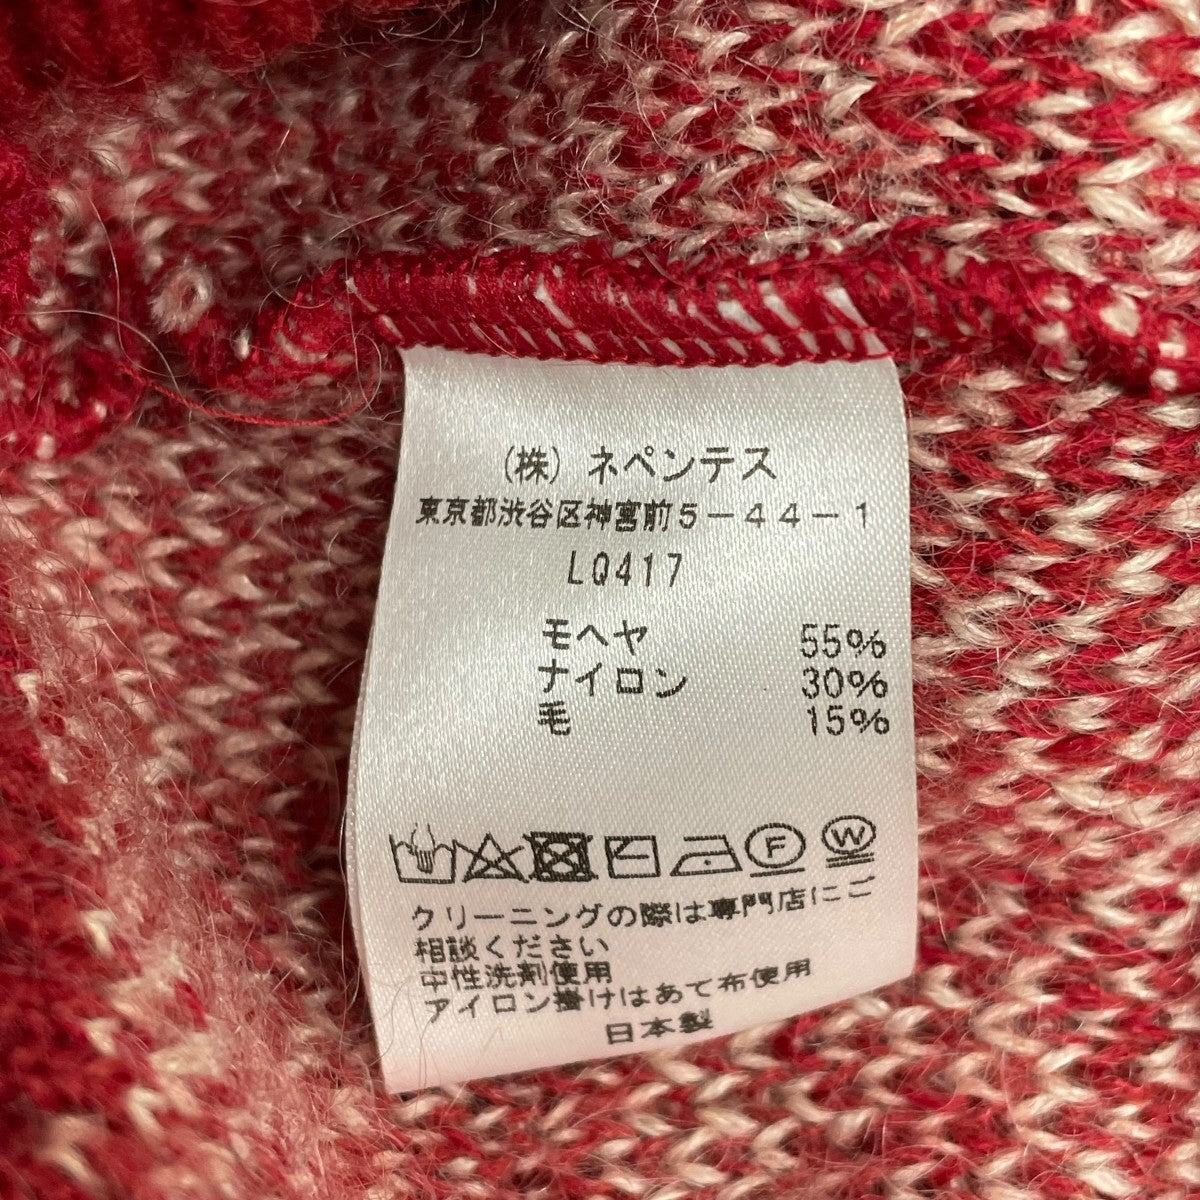 (株) ネペンテス
東京都渋谷区神宮前5−44−1
LQ417
モヘヤ 55%
ナイロン 30%
毛 15%
F W
クリーニングの際は専門店にご
相談ください
中性洗剤使用
アイロン掛けはあて布使用
日本製